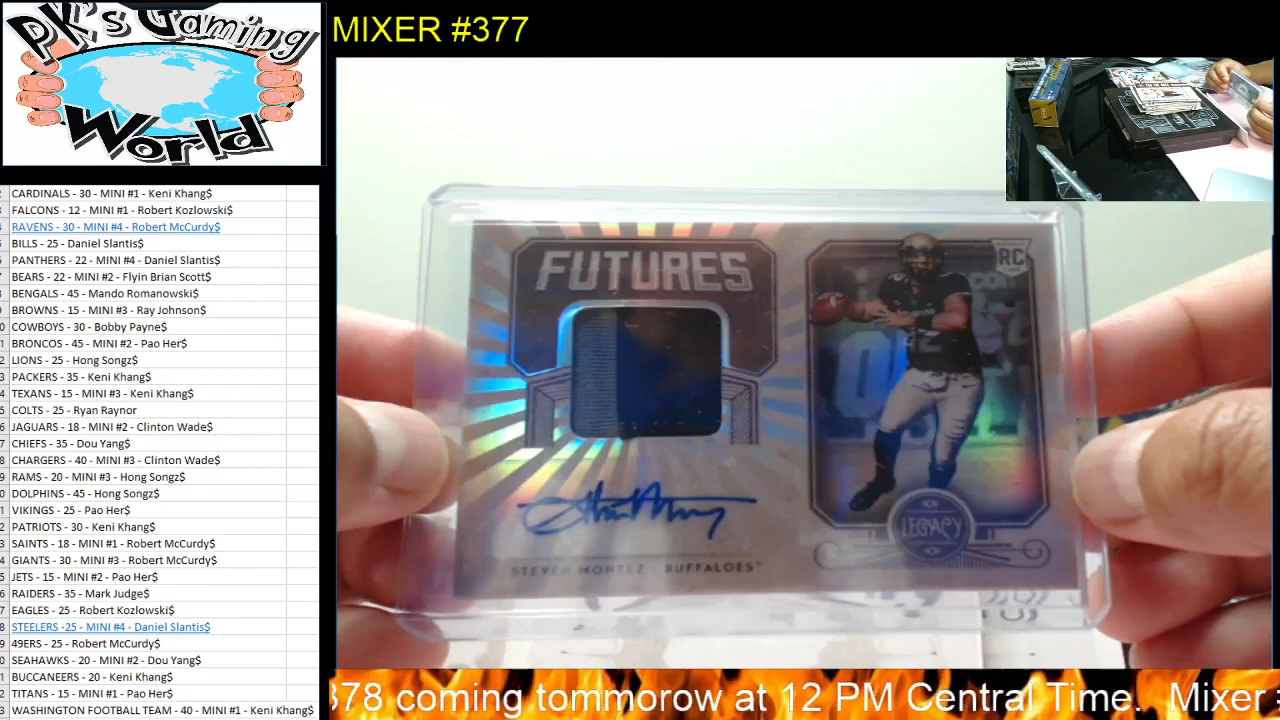 PK's Gaming
World
MIXER #377
CARDINALS - 30 - MINI #1 - Keni Khang$
FALCONS - 12 - MINI #1 - Robert Kozlowski$
RAVENS - 30 - MINI #4 - Robert McCurdy$
BILLS - 25 - Daniel Slantis$
PANTHERS - 22 - MINI #4 - Daniel Slantis$
BEARS - 22 - MINI #2 - Flyin Brian Scott$
BENGALS - 45 - Mando Romanowski$
BROWNS - 15 - MINI #3 - Ray Johnson$
COWBOYS - 30 - Bobby Payne$
BRONCOS - 45 - MINI #2 - Pao Her$
LIONS - 25 - Hong Songz$
PACKERS - 35 - Keni Khang$
TEXANS - 15 - MINI #3 - Keni Khang$
COLTS - 25 - Ryan Raynor
JAGUARS - 18 - MINI #2 - Clinton Wade$
CHIEFS - 35 - Dou Yang$
CHARGERS - 40 - MINI #3 - Clinton Wade$
RAMS - 20 - MINI #3 - Hong Songz$
DOLPHINS - 45 - Hong Songz$
VIKINGS - 25 - Pao Her$
PATRIOTS - 30 - Keni Khang$
SAINTS - 18 - MINI #1 - Robert McCurdy$
GIANTS - 30 - MINI #3 - Robert McCurdy$
JETS - 15 - MINI #2 - Pao Her$
RAIDERS - 35 - Mark Judge$
EAGLES - 25 - Robert Kozlowski$
STEELERS -25 - MINI #4 - Daniel Slantis$
49ERS - 25 - Robert McCurdy$
SEAHAWKS - 20 - MINI #2 - Dou Yang$
BUCCANEERS - 20 - Keni Khang$
TITANS - 15 - MINI #1 - Pao Her$
WASHINGTON FOOTBALL TEAM - 40 - MINI #1 - Keni Khang$
FUTURES
RC
LEGACY
STEVEN MONTEZ BUFFALOES
378 coming tommorow at 12 PM Central Time. Mixer